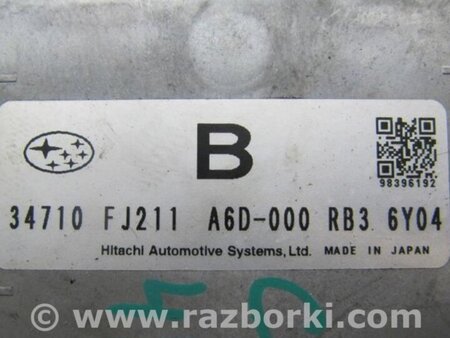 B
98396192
34710 FJ211 A6D-000 RB3 6Y04
Hitachi Automotive Systems, Ltd. MADE IN JAPAN
www.razborki.com